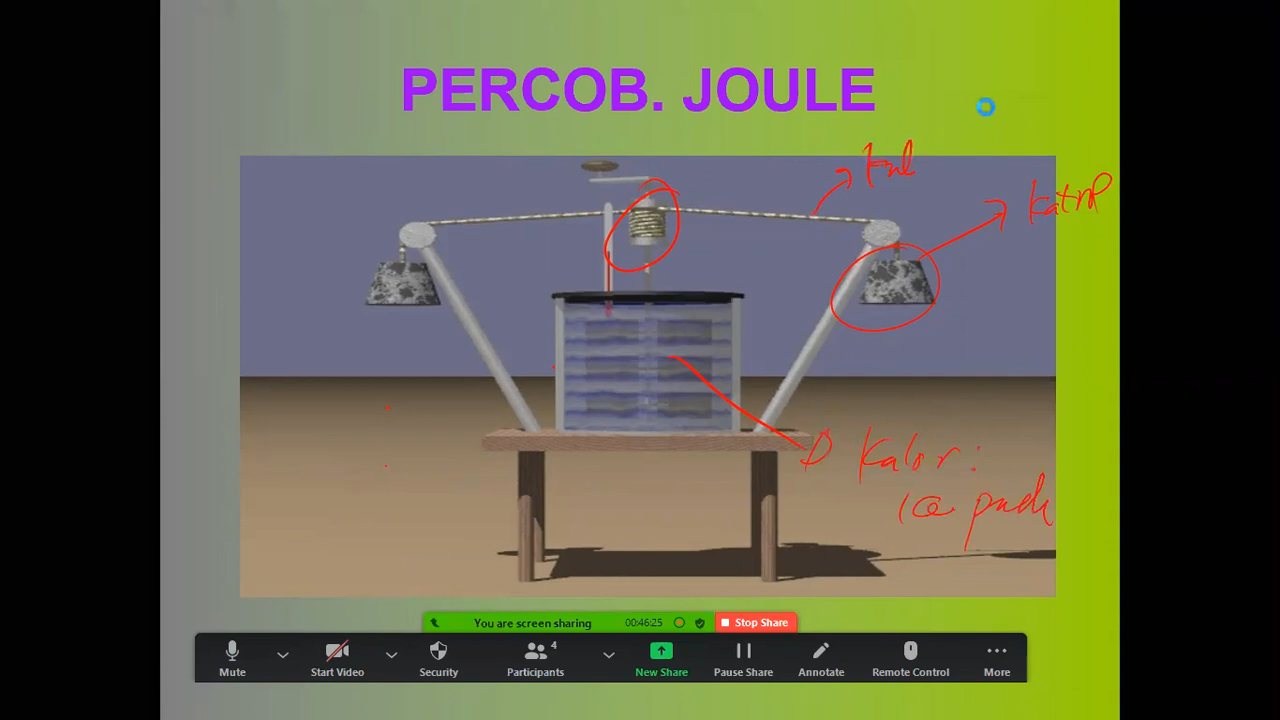 PERCOB. JOULE
Katrol
Kalor:
You are screen sharing
00:46:25
Stop Share
Mute
Start Video
Security
4
Participants
New Share
Pause Share
Annotate
Remote Control
More